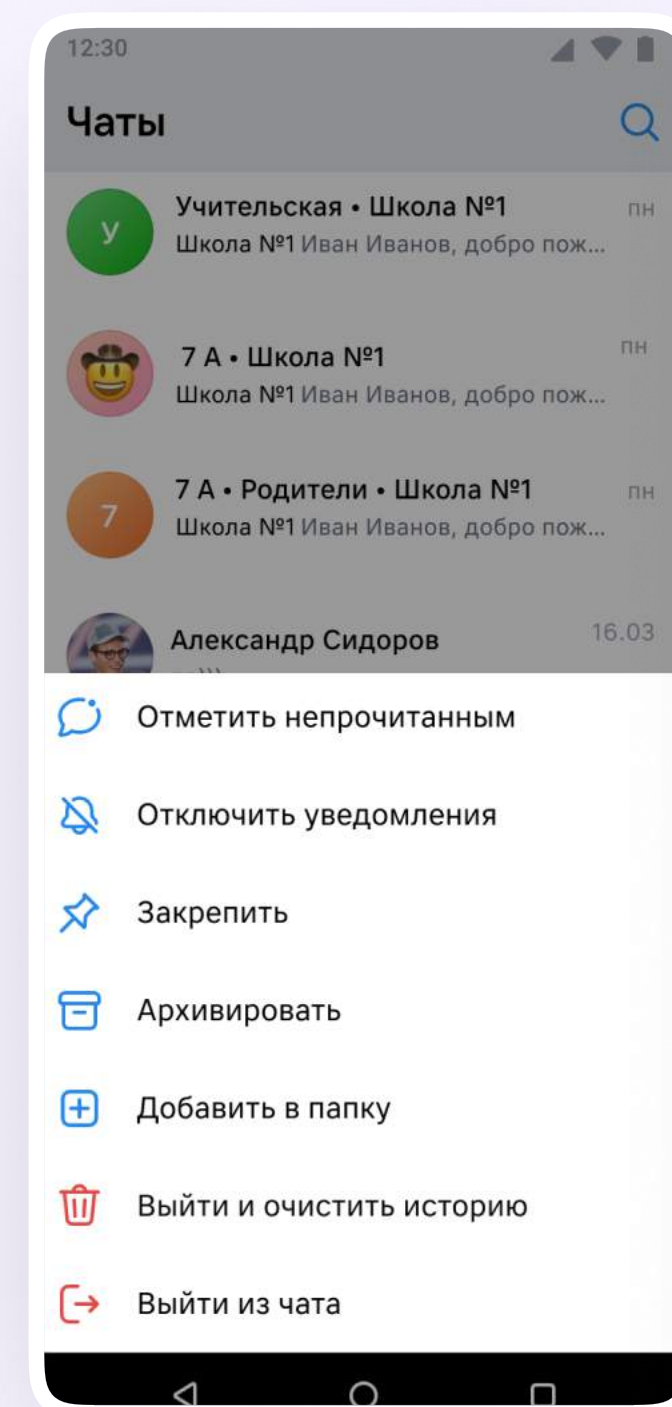 12:30
Чаты
У
Учительская • Школа №1
пн
Школа №1 Иван Иванов, добро пож...
7 А • Школа №1
пн
Школа №1 Иван Иванов, добро пож...
7
7 А • Родители • Школа №1
пн
Школа №1 Иван Иванов, добро пож...
Александр Сидоров
16.03
Отметить непрочитанным
Отключить уведомления
Закрепить
Архивировать
Добавить в папку
Выйти и очистить историю
Выйти из чата